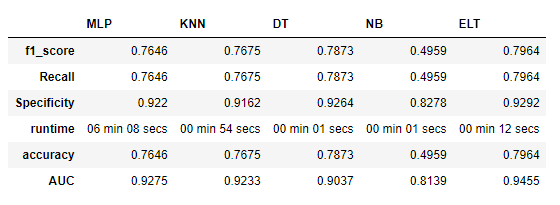 MLP KNN DT NB ELT
f1_score 0.7646 0.7675 0.7873 0.4959 0.7964
Recall 0.7646 0.7675 0.7873 0.4959 0.7964
Specificity 0.922 0.9162 0.9264 0.8278 0.9292
runtime 06 min 08 secs 00 min 54 secs 00 min 01 secs 00 min 01 secs 00 min 12 secs
accuracy 0.7646 0.7675 0.7873 0.4959 0.7964
AUC 0.9275 0.9233 0.9037 0.8139 0.9455